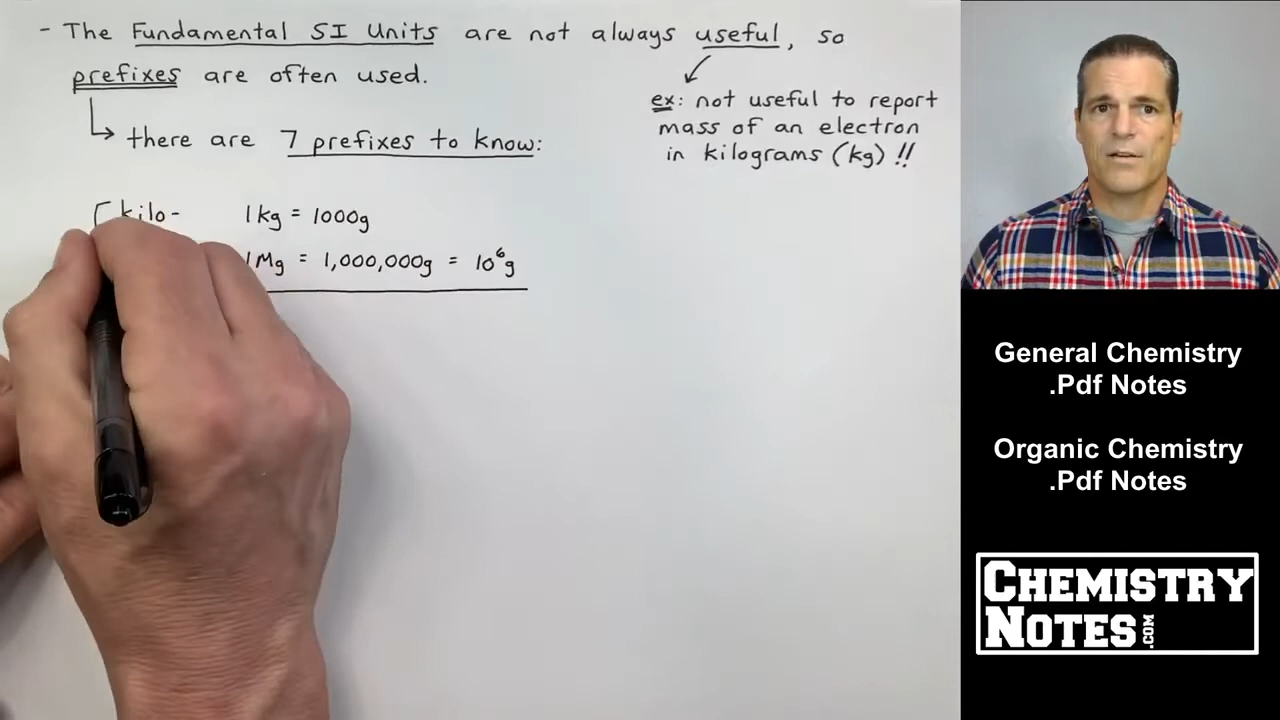 - The Fundamental SI Units are not always useful, so
prefixes are often used.
ex: not useful to report
mass of an electron
in kilograms (kg) !!
there are 7 prefixes to know:
kilo- 1kg = 1000g
1Mg = 1,000,000g = 10⁶g
General Chemistry
.Pdf Notes
Organic Chemistry
.Pdf Notes
CHEMISTRY
NOTES.COM